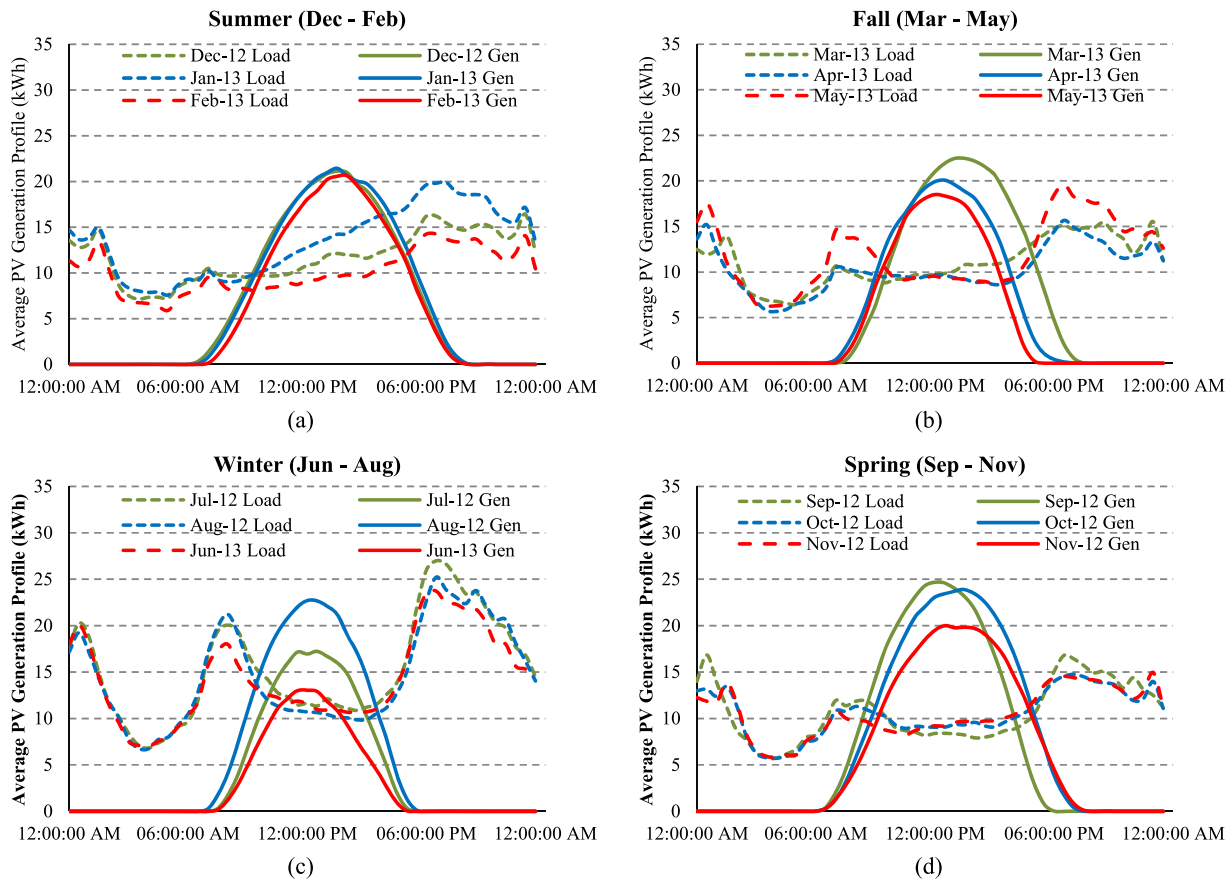 Summer (Dec - Feb)
Average PV Generation Profile (kWh)
35
30
25
20
15
10
5
0
Dec-12 Load
Dec-12 Gen
Jan-13 Load
Jan-13 Gen
Feb-13 Load
Feb-13 Gen
12:00:00 AM 06:00:00 AM 12:00:00 PM 06:00:00 PM 12:00:00 AM
(a)
Fall (Mar - May)
Average PV Generation Profile (kWh)
35
30
25
20
15
10
5
0
Mar-13 Load
Mar-13 Gen
Apr-13 Load
Apr-13 Gen
May-13 Load
May-13 Gen
12:00:00 AM 06:00:00 AM 12:00:00 PM 06:00:00 PM 12:00:00 AM
(b)
Winter (Jun - Aug)
Average PV Generation Profile (kWh)
35
30
25
20
15
10
5
0
Jul-12 Load
Jul-12 Gen
Aug-12 Load
Aug-12 Gen
Jun-13 Load
Jun-13 Gen
12:00:00 AM 06:00:00 AM 12:00:00 PM 06:00:00 PM 12:00:00 AM
(c)
Spring (Sep - Nov)
Average PV Generation Profile (kWh)
35
30
25
20
15
10
5
0
Sep-12 Load
Sep-12 Gen
Oct-12 Load
Oct-12 Gen
Nov-12 Load
Nov-12 Gen
12:00:00 AM 06:00:00 AM 12:00:00 PM 06:00:00 PM 12:00:00 AM
(d)